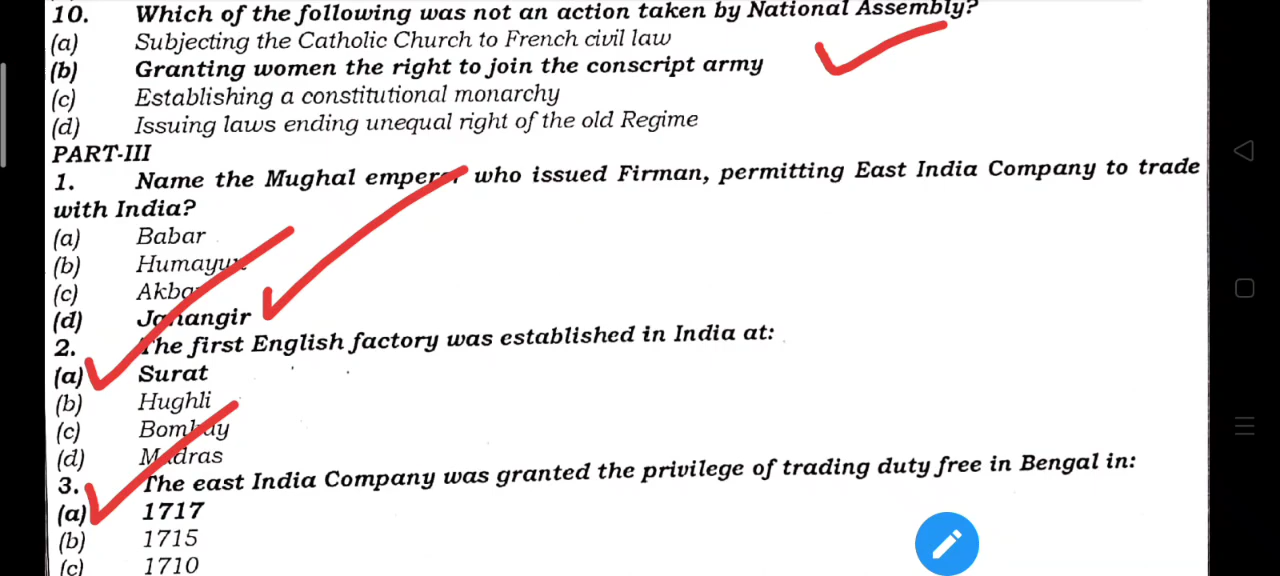 10. Which of the following was not an action taken by National Assembly?
(a) Subjecting the Catholic Church to French civil law
(b) Granting women the right to join the conscript army
(c) Establishing a constitutional monarchy
(d) Issuing laws ending unequal right of the old Regime
PART-III
1. Name the Mughal emperor who issued Firman, permitting East India Company to trade
with India?
(a) Babar
(b) Humayun
(c) Akbar
(d) Jahangir
2. The first English factory was established in India at:
(a) Surat
(b) Hughli
(c) Bombay
(d) Madras
3. The east India Company was granted the privilege of trading duty free in Bengal in:
(a) 1717
(b) 1715
(c) 1710